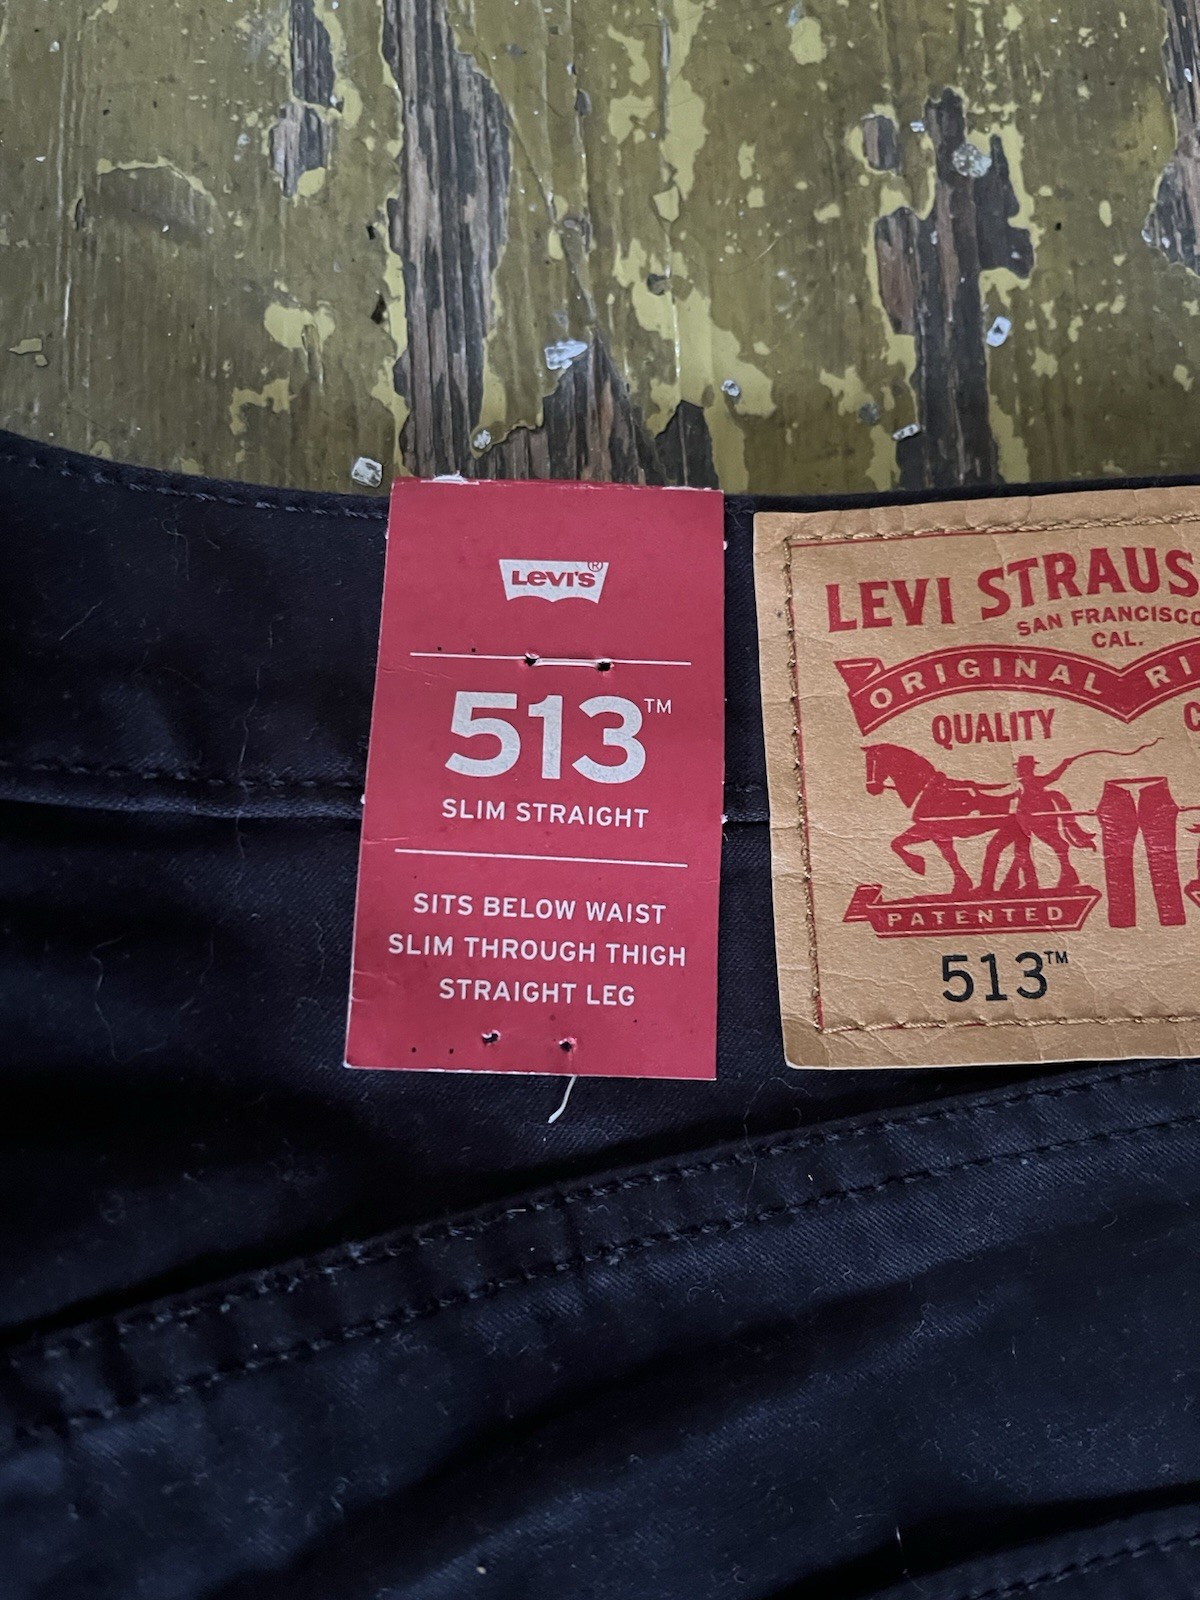 LEVI'S®
513™
SLIM STRAIGHT
SITS BELOW WAIST
SLIM THROUGH THIGH
STRAIGHT LEG
LEVI STRAUS
SAN FRANCISCO
CAL.
ORIGINAL RI
QUALITY
PATENTED
513™